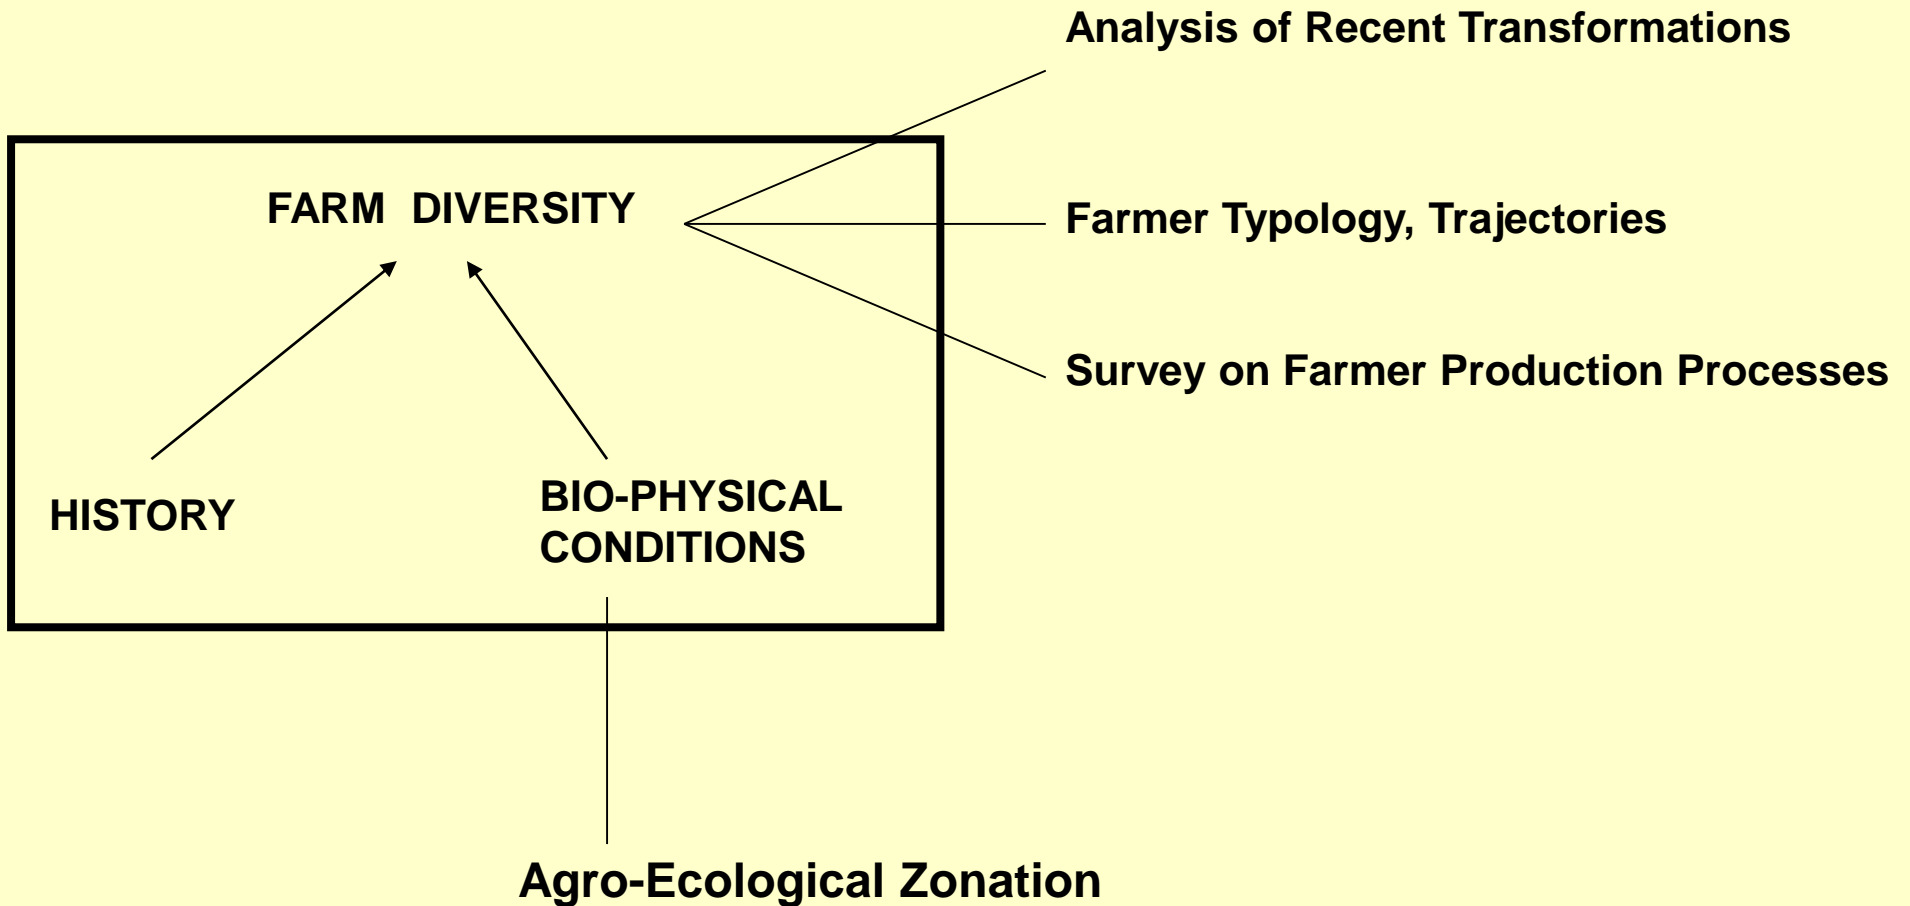 Analysis of Recent Transformations
FARM DIVERSITY
Farmer Typology, Trajectories
Survey on Farmer Production Processes
HISTORY
BIO-PHYSICAL
CONDITIONS
Agro-Ecological Zonation